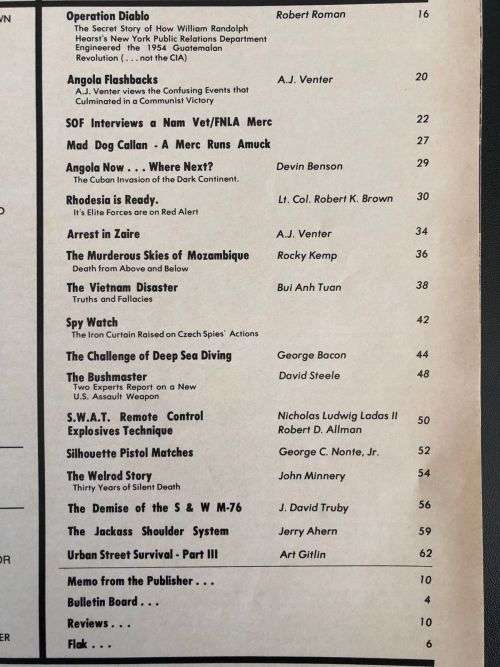 WN
Operation Diablo Robert Roman 16
The Secret Story of How William Randolph
Hearst's New York Public Relations Department
Engineered the 1954 Guatemalan
Revolution (. . . not the CIA)
Angola Flashbacks A.J. Venter 20
A.J. Venter views the Confusing Events that
Culminated in a Communist Victory
SOF Interviews a Nam Vet/FNLA Merc 22
Mad Dog Callan - A Merc Runs Amuck 27
Angola Now . . . Where Next? Devin Benson 29
The Cuban Invasion of the Dark Continent.
Rhodesia is Ready. Lt. Col. Robert K. Brown 30
It's Elite Forces are on Red Alert
Arrest in Zaire A.J. Venter 34
The Murderous Skies of Mozambique Rocky Kemp 36
Death from Above and Below
The Vietnam Disaster Bui Anh Tuan 38
Truths and Fallacies
Spy Watch 42
The Iron Curtain Raised on Czech Spies' Actions
The Challenge of Deep Sea Diving George Bacon 44
The Bushmaster David Steele 48
Two Experts Report on a New
U.S. Assault Weapon
S.W.A.T. Remote Control Nicholas Ludwig Ladas II 50
Explosives Technique Robert D. Allman
Silhouette Pistol Matches George C. Nonte, Jr. 52
The Welrod Story John Minnery 54
Thirty Years of Silent Death
The Demise of the S & W M-76 J. David Truby 56
The Jackass Shoulder System Jerry Ahern 59
Urban Street Survival - Part III Art Gitlin 62
OR
Memo from the Publisher . . . 10
Bulletin Board . . . 4
Reviews . . . 10
ER
Flak . . . 6